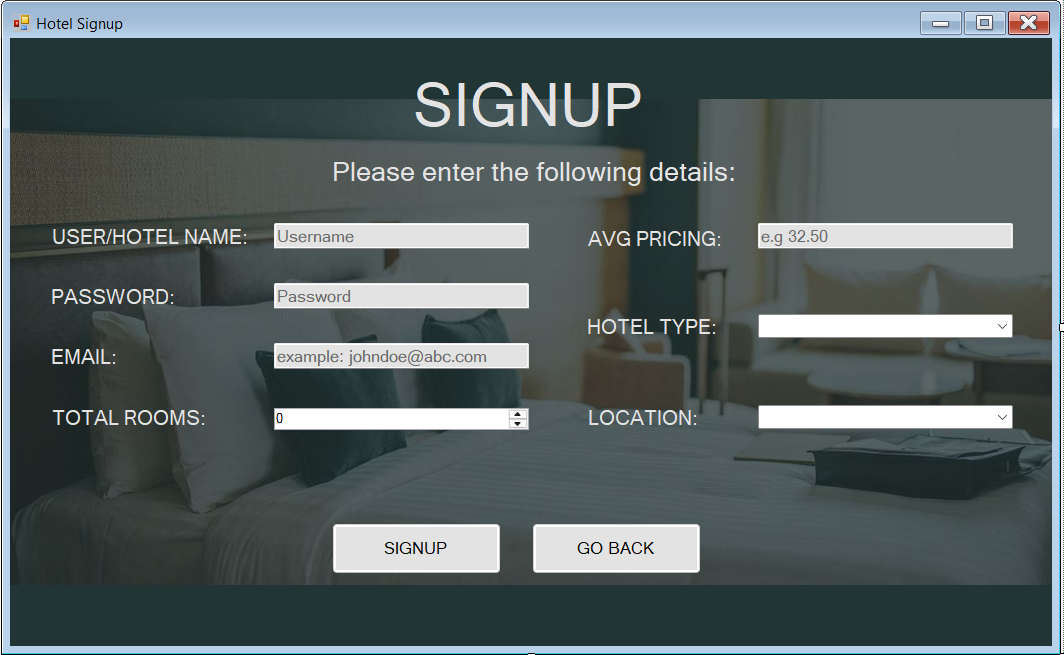 Hotel Signup
SIGNUP
Please enter the following details:
USER/HOTEL NAME: Username
PASSWORD: Password
EMAIL: example: johndoe@abc.com
TOTAL ROOMS: 0
AVG PRICING: e.g 32.50
HOTEL TYPE:
LOCATION:
SIGNUP
GO BACK